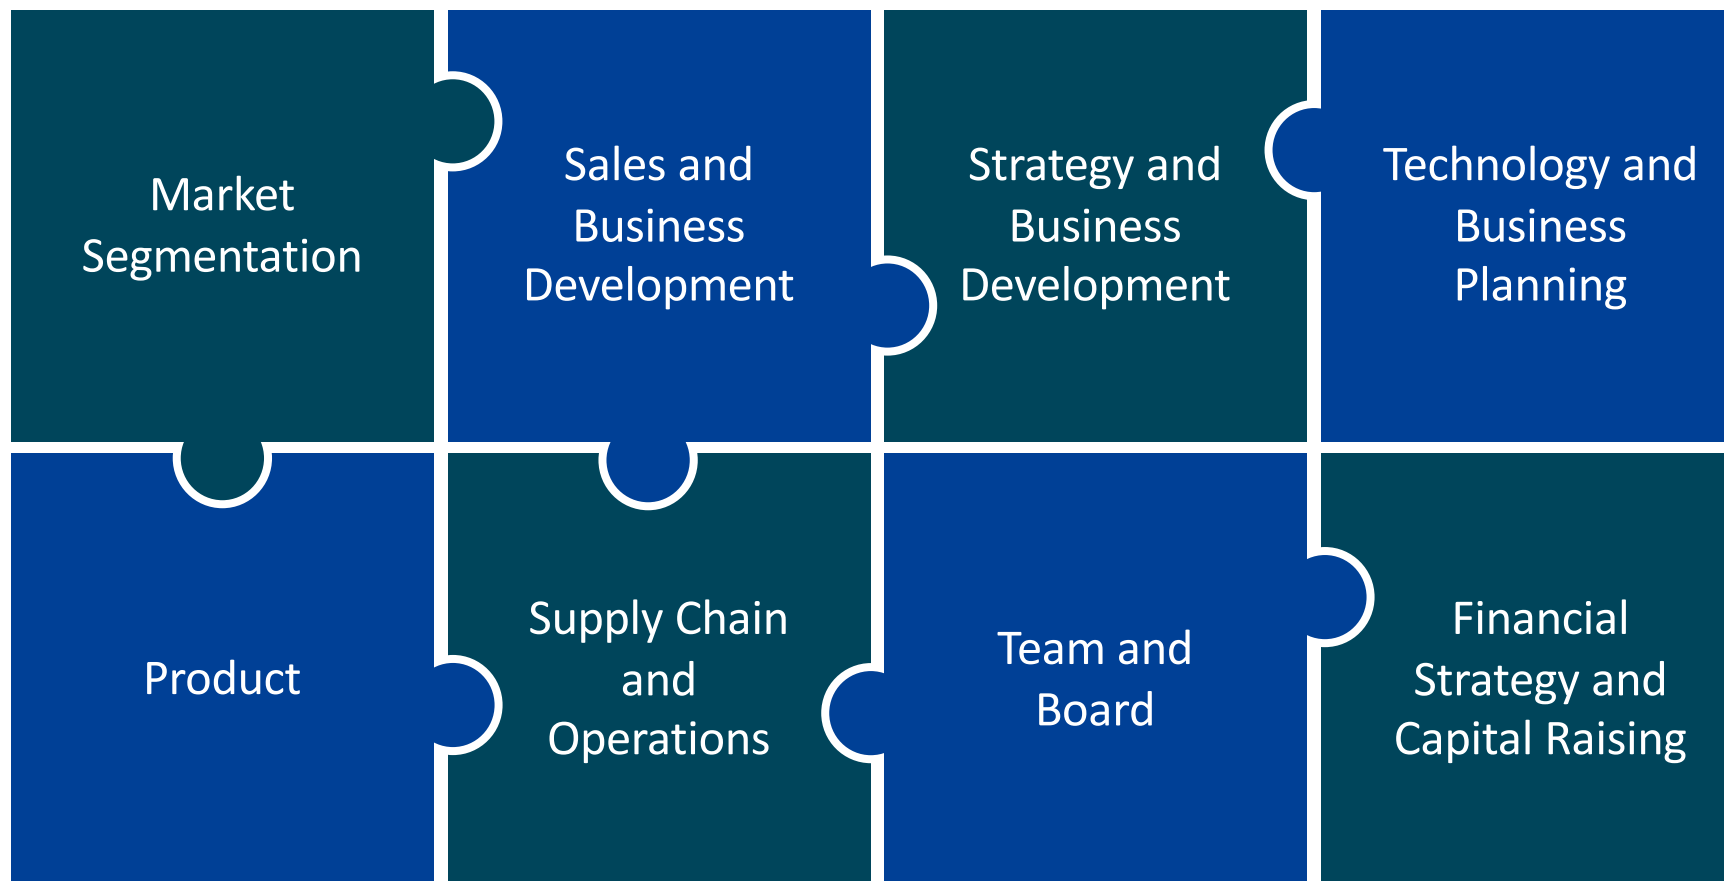 Market
Segmentation
Sales and
Business
Development
Strategy and
Business
Development
Technology and
Business
Planning
Product
Supply Chain
and
Operations
Team and
Board
Financial
Strategy and
Capital Raising